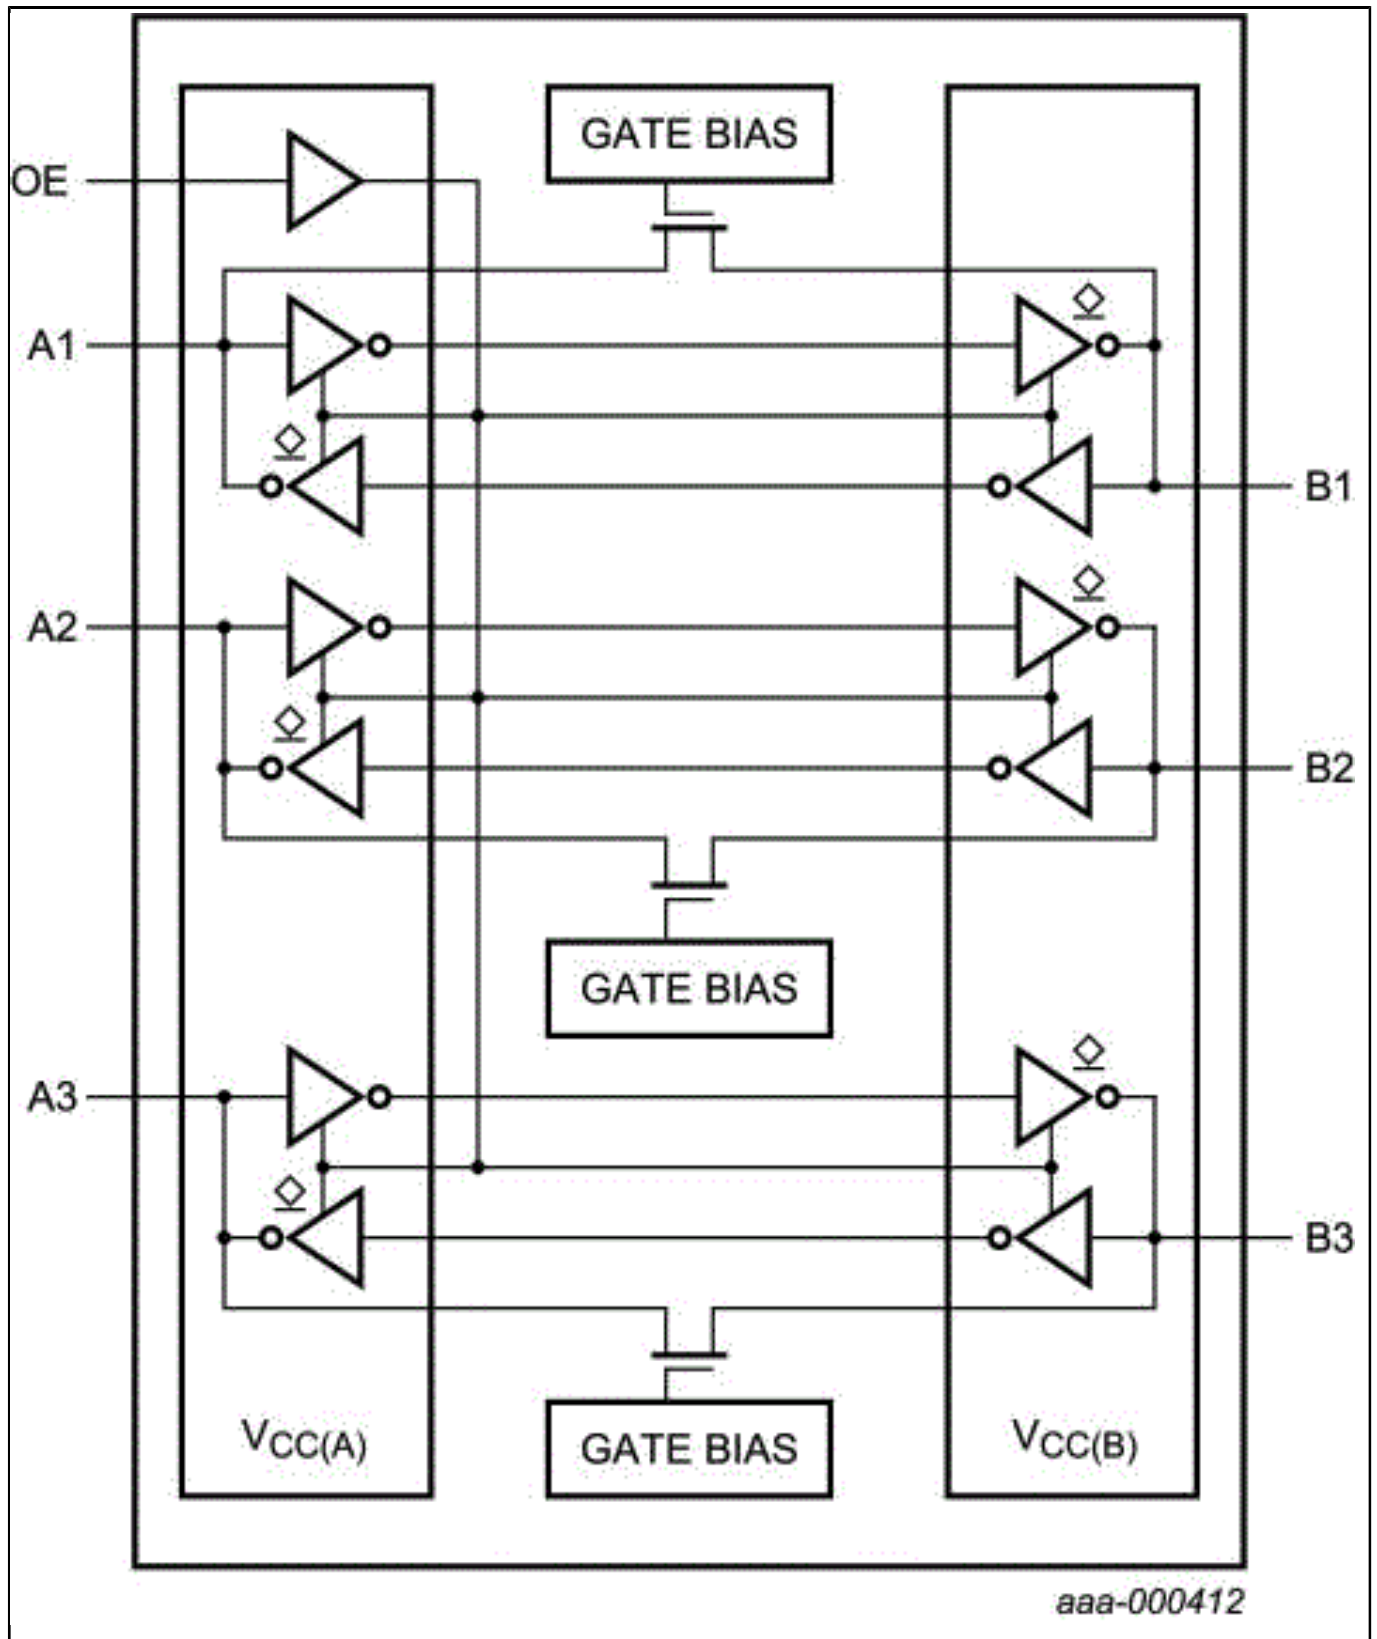 GATE BIAS
OE
A1
B1
A2
B2
GATE BIAS
A3
B3
VCC(A)
GATE BIAS
VCC(B)
aaa-000412